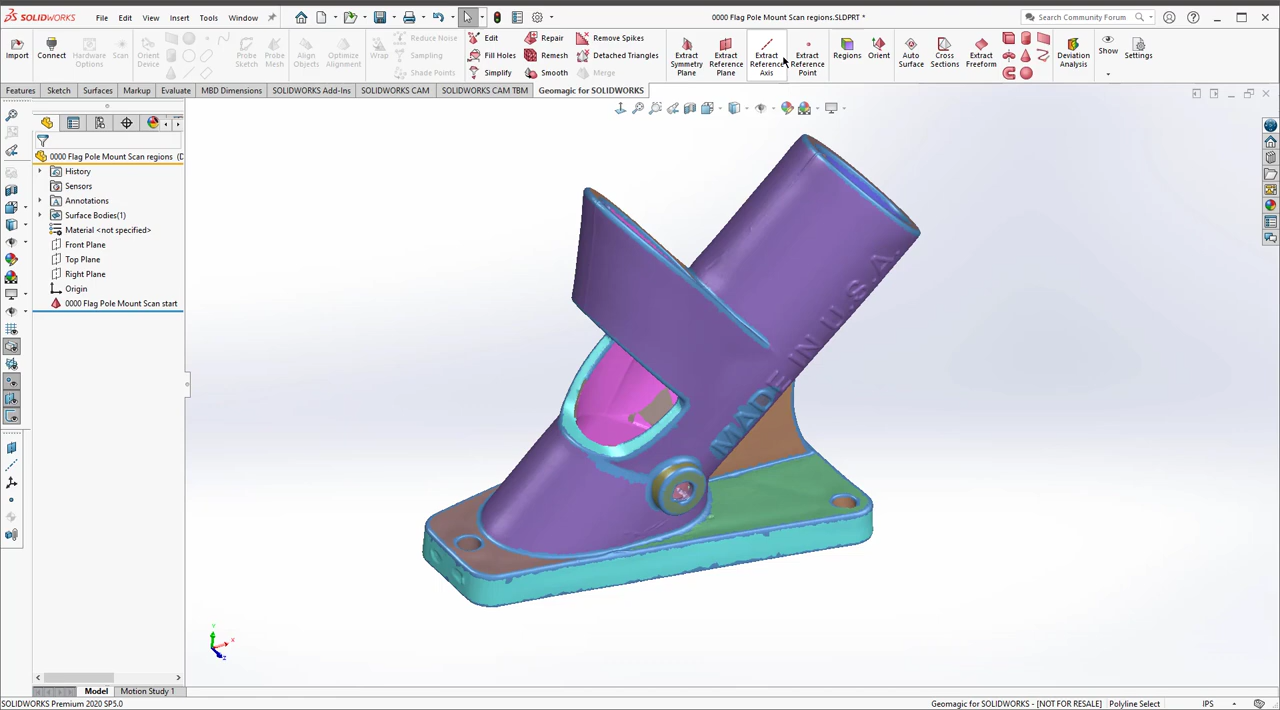 SOLIDWORKS File Edit View Insert Tools Window 0000 Flag Pole Mount Scan regions.SLDPRT * Search Community Forum
Import Connect Hardware Options Scan Orient Device Probe Sketch Probe Mesh Align Objects Optimize Alignment Wrap Reduce Noise Sampling Shade Points Edit Fill Holes Simplify Repair Remesh Smooth Remove Spikes Detached Triangles Merge Extract Symmetry Plane Extract Reference Plane Extract Reference Axis Extract Reference Point Regions Orient Auto Surface Cross Sections Extract Freeform Deviation Analysis Show Settings
Features Sketch Surfaces Markup Evaluate MBD Dimensions SOLIDWORKS Add-Ins SOLIDWORKS CAM SOLIDWORKS CAM TBM Geomagic for SOLIDWORKS
0000 Flag Pole Mount Scan regions (D
History
Sensors
Annotations
Surface Bodies(1)
Material <not specified>
Front Plane
Top Plane
Right Plane
Origin
0000 Flag Pole Mount Scan start
MADE IN U.S.A.
Y
X
Z
Model Motion Study 1
SOLIDWORKS Premium 2020 SP5.0 Geomagic for SOLIDWORKS - [NOT FOR RESALE) Polyline Select IPS